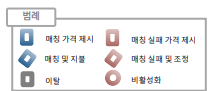 범례
매칭 가격 제시 매칭 실패 가격 제시
매칭 및 지불 매칭 실패 및 조정
이탈 비활성화